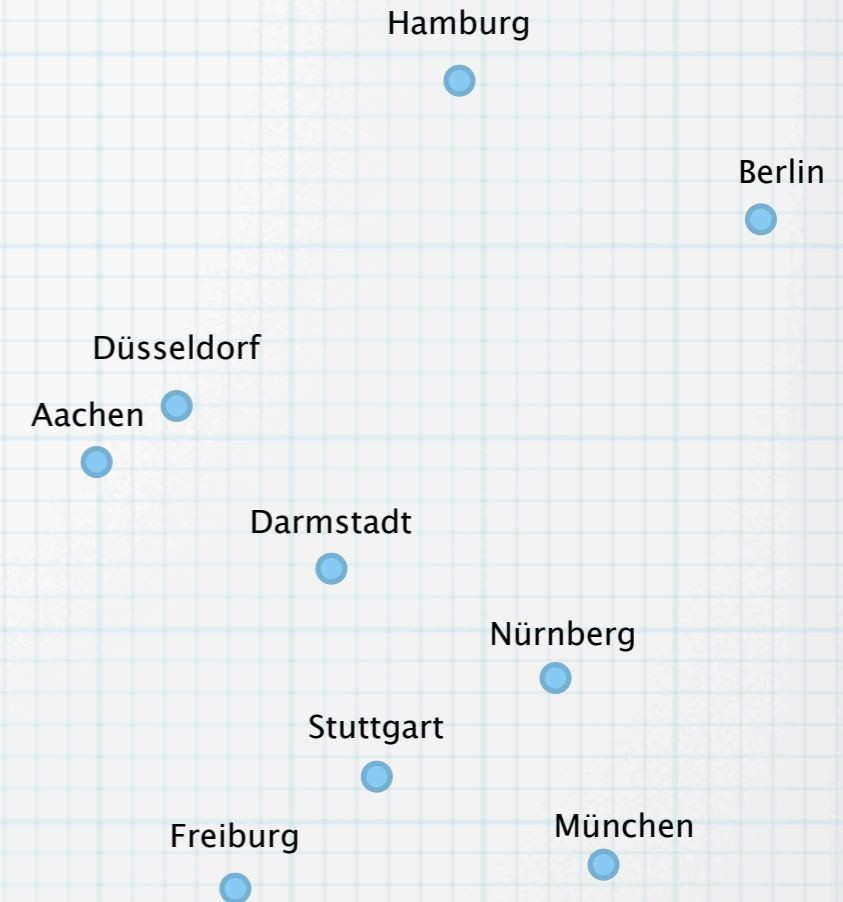 Hamburg
Berlin
Düsseldorf
Aachen
Darmstadt
Nürnberg
Stuttgart
München
Freiburg